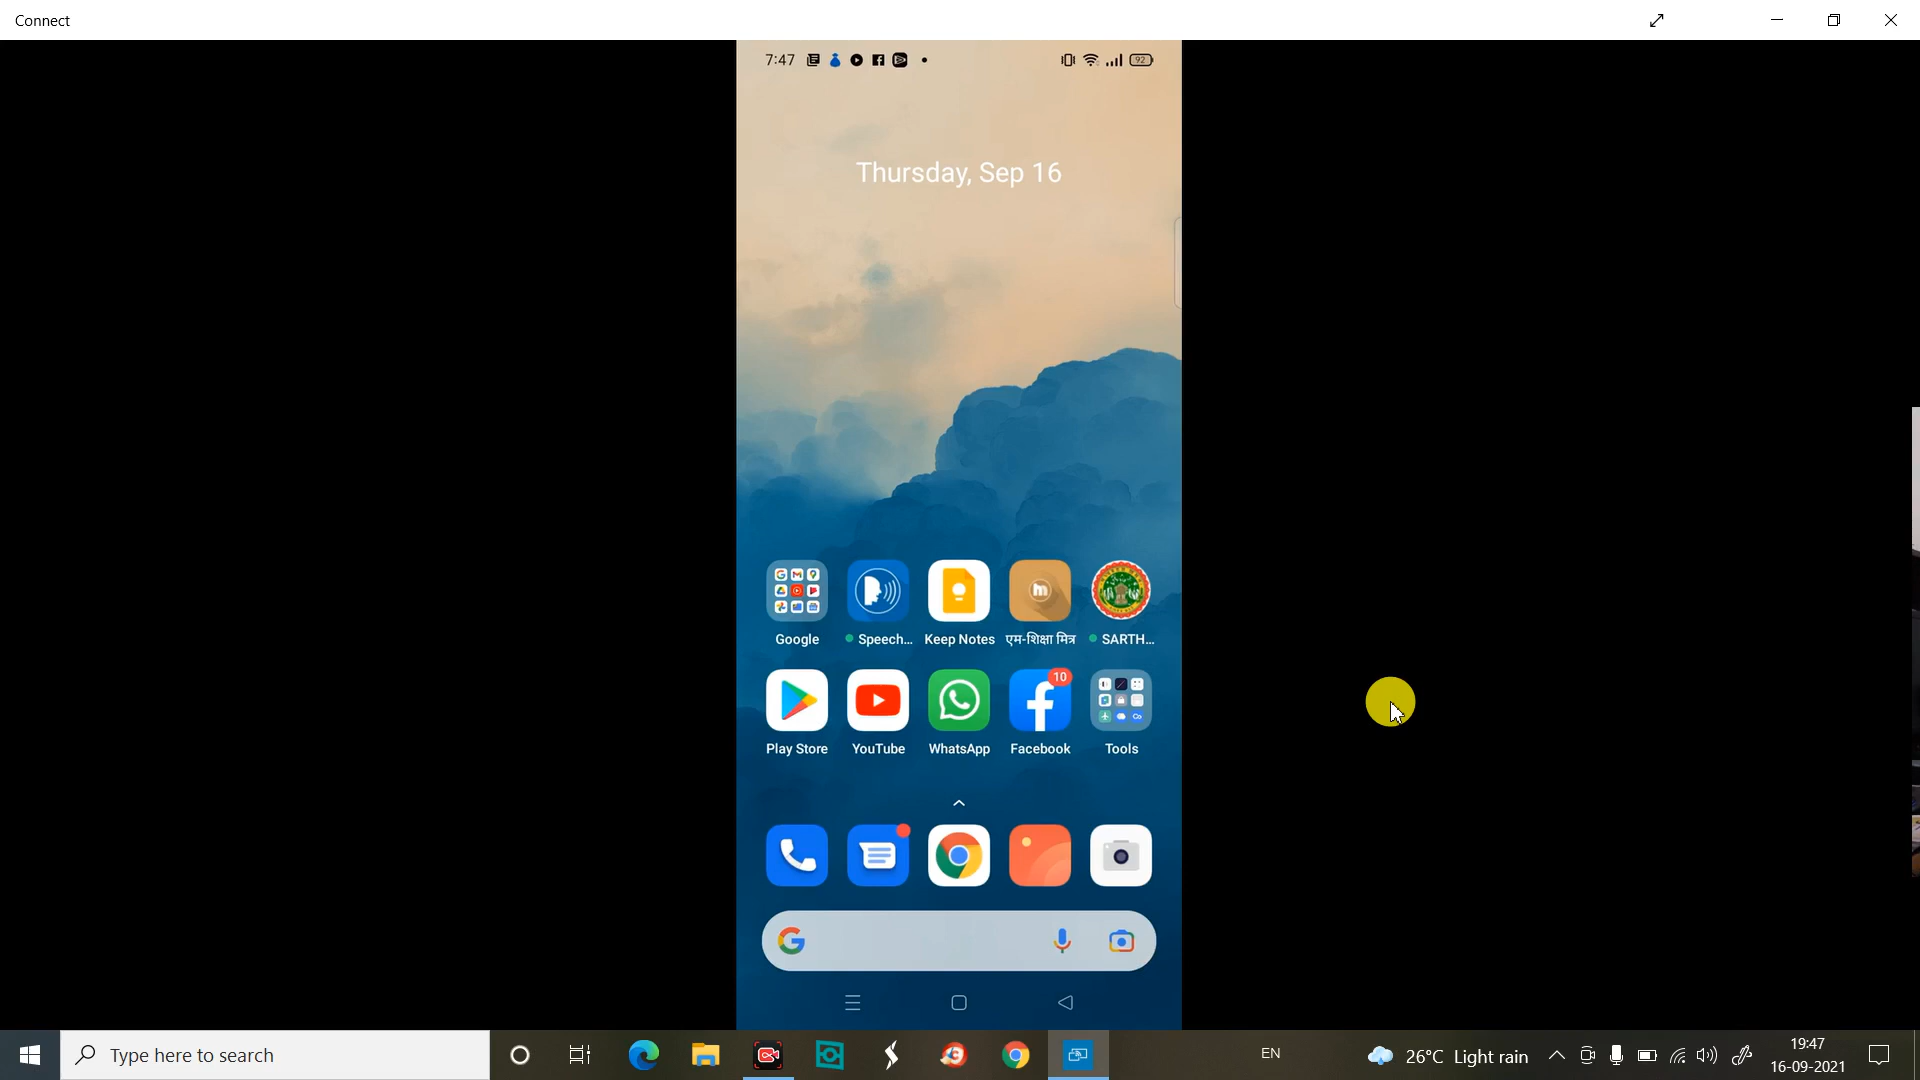 Connect
7:47
92
Thursday, Sep 16
Google
Speech...
Keep Notes
एम-शिक्षा मित्र
SARTH...
10
Play Store
YouTube
WhatsApp
Facebook
Tools
Type here to search
EN
26°C Light rain
19:47
16-09-2021